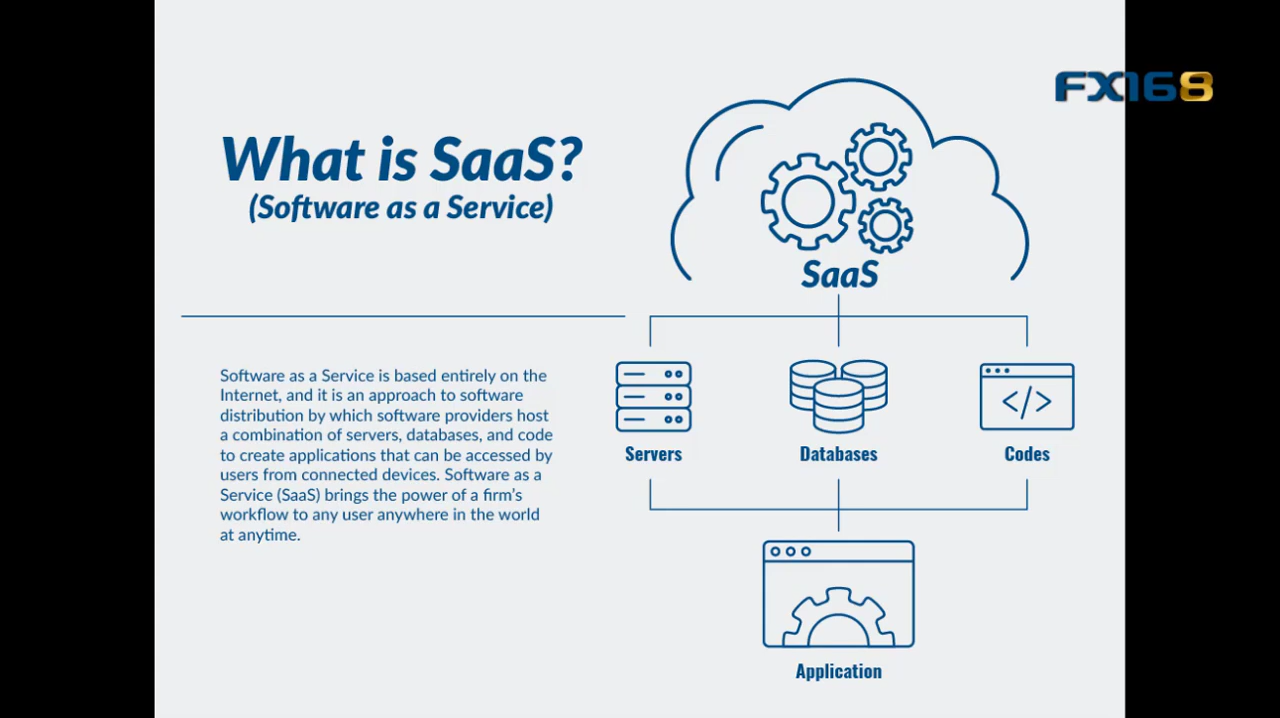 FX168
What is SaaS?
(Software as a Service)
SaaS
Software as a Service is based entirely on the
Internet, and it is an approach to software
distribution by which software providers host
a combination of servers, databases, and code
to create applications that can be accessed by
users from connected devices. Software as a
Service (SaaS) brings the power of a firm's
workflow to any user anywhere in the world
at anytime.
</>
Servers
Databases
Codes
Application